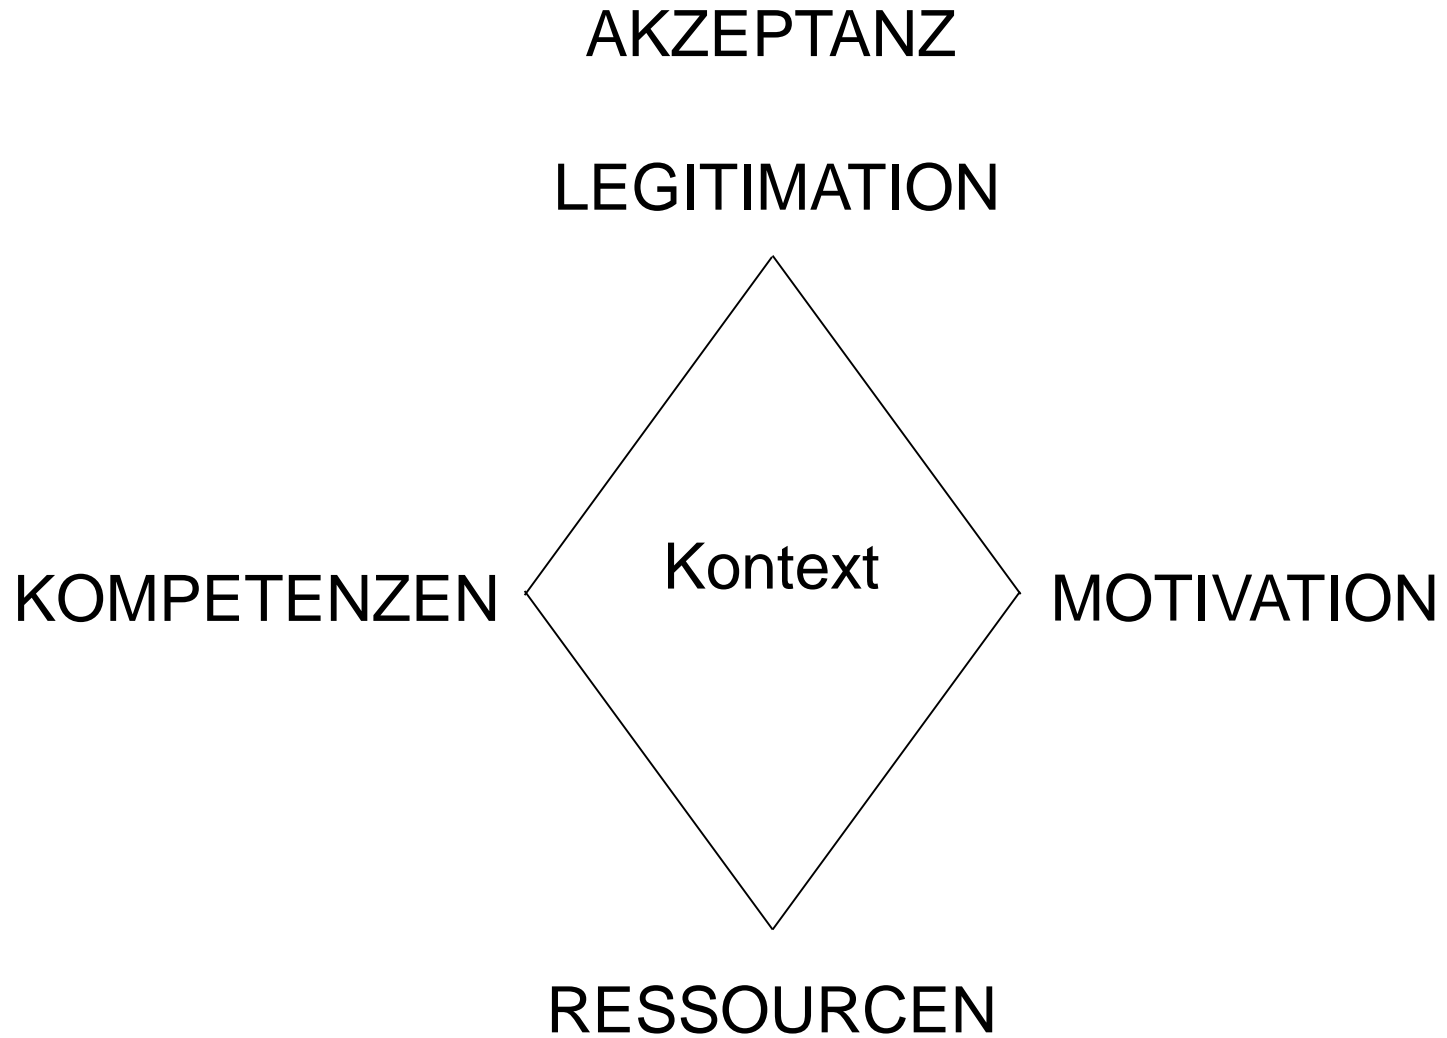 AKZEPTANZ
LEGITIMATION
Kontext
KOMPETENZEN
MOTIVATION
RESSOURCEN